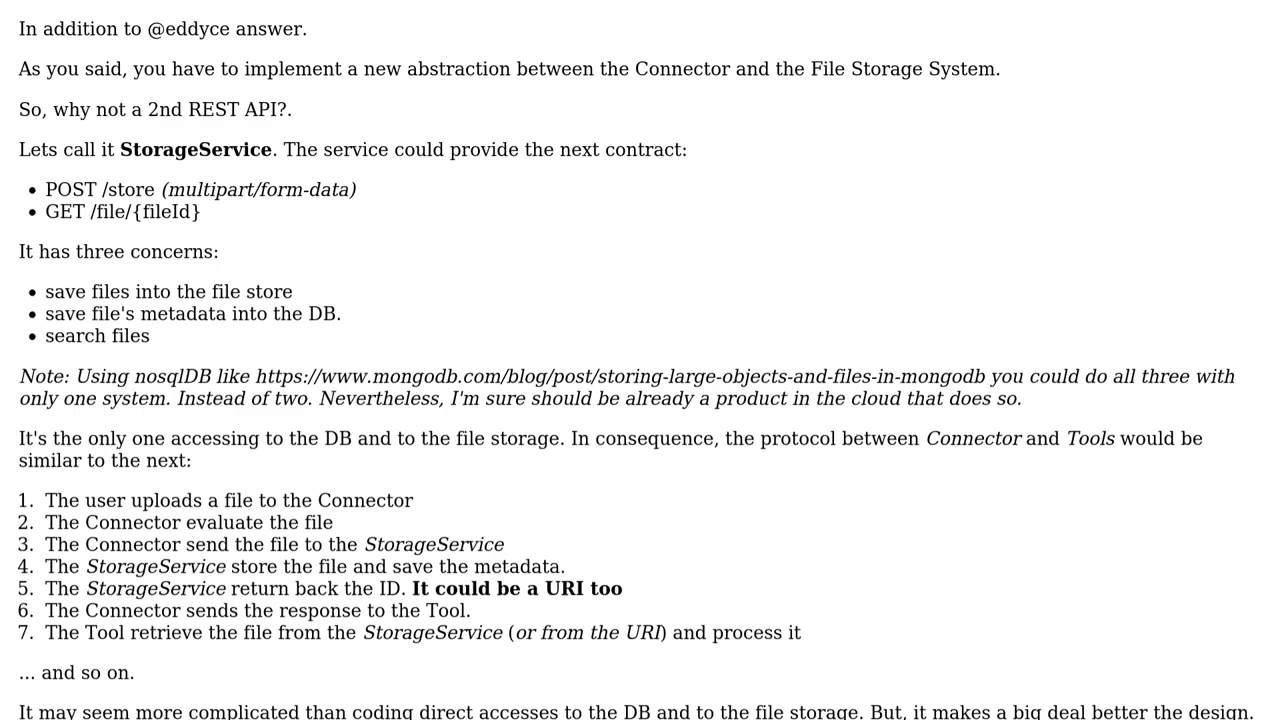 In addition to @eddyce answer.
As you said, you have to implement a new abstraction between the Connector and the File Storage System.
So, why not a 2nd REST API?.
Lets call it StorageService. The service could provide the next contract:
• POST /store (multipart/form-data)
• GET /file/{fileId}
It has three concerns:
• save files into the file store
• save file's metadata into the DB.
• search files
Note: Using nosqlDB like https://www.mongodb.com/blog/post/storing-large-objects-and-files-in-mongodb you could do all three with
only one system. Instead of two. Nevertheless, I'm sure should be already a product in the cloud that does so.
It's the only one accessing to the DB and to the file storage. In consequence, the protocol between Connector and Tools would be
similar to the next:
1. The user uploads a file to the Connector
2. The Connector evaluate the file
3. The Connector send the file to the StorageService
4. The StorageService store the file and save the metadata.
5. The StorageService return back the ID. It could be a URI too
6. The Connector sends the response to the Tool.
7. The Tool retrieve the file from the StorageService (or from the URI) and process it
... and so on.
It may seem more complicated than coding direct accesses to the DB and to the file storage. But, it makes a big deal better the design.